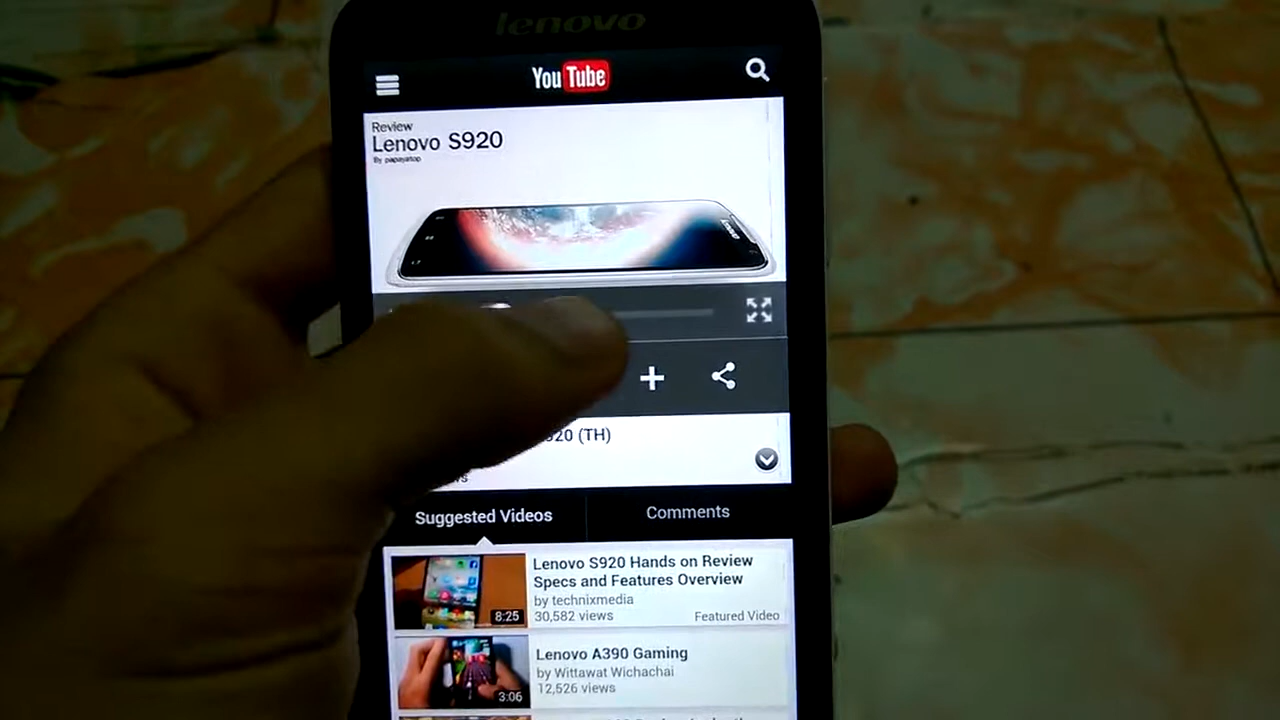 lenovo
YouTube
Review
Lenovo S920
By papayatop
920 (TH)
Suggested Videos
Comments
Lenovo S920 Hands on Review
Specs and Features Overview
by technixmedia
30,582 views
Featured Video
8:25
Lenovo A390 Gaming
by Wittawat Wichachai
12,526 views
3:06